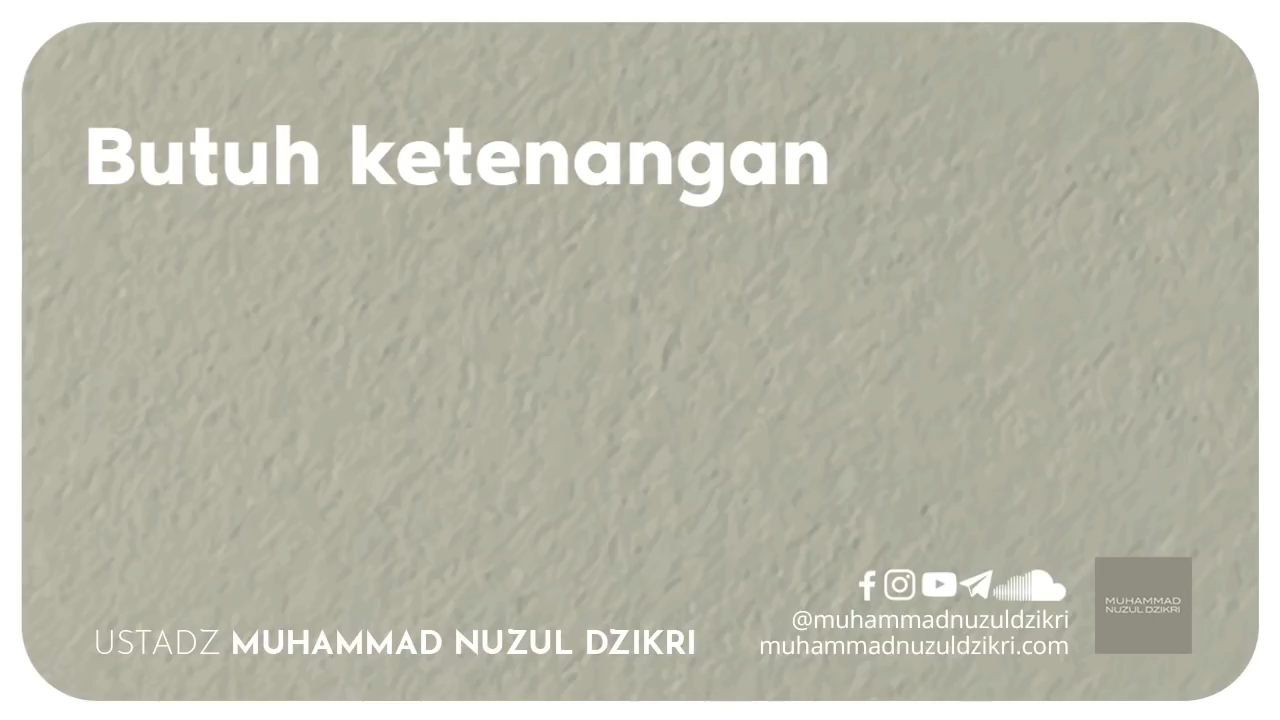 Butuh ketenangan
USTADZ MUHAMMAD NUZUL DZIKRI
@muhammadnuzuldzikri
muhammadnuzuldzikri.com
MUHAMMAD
NUZUL DZIKRI